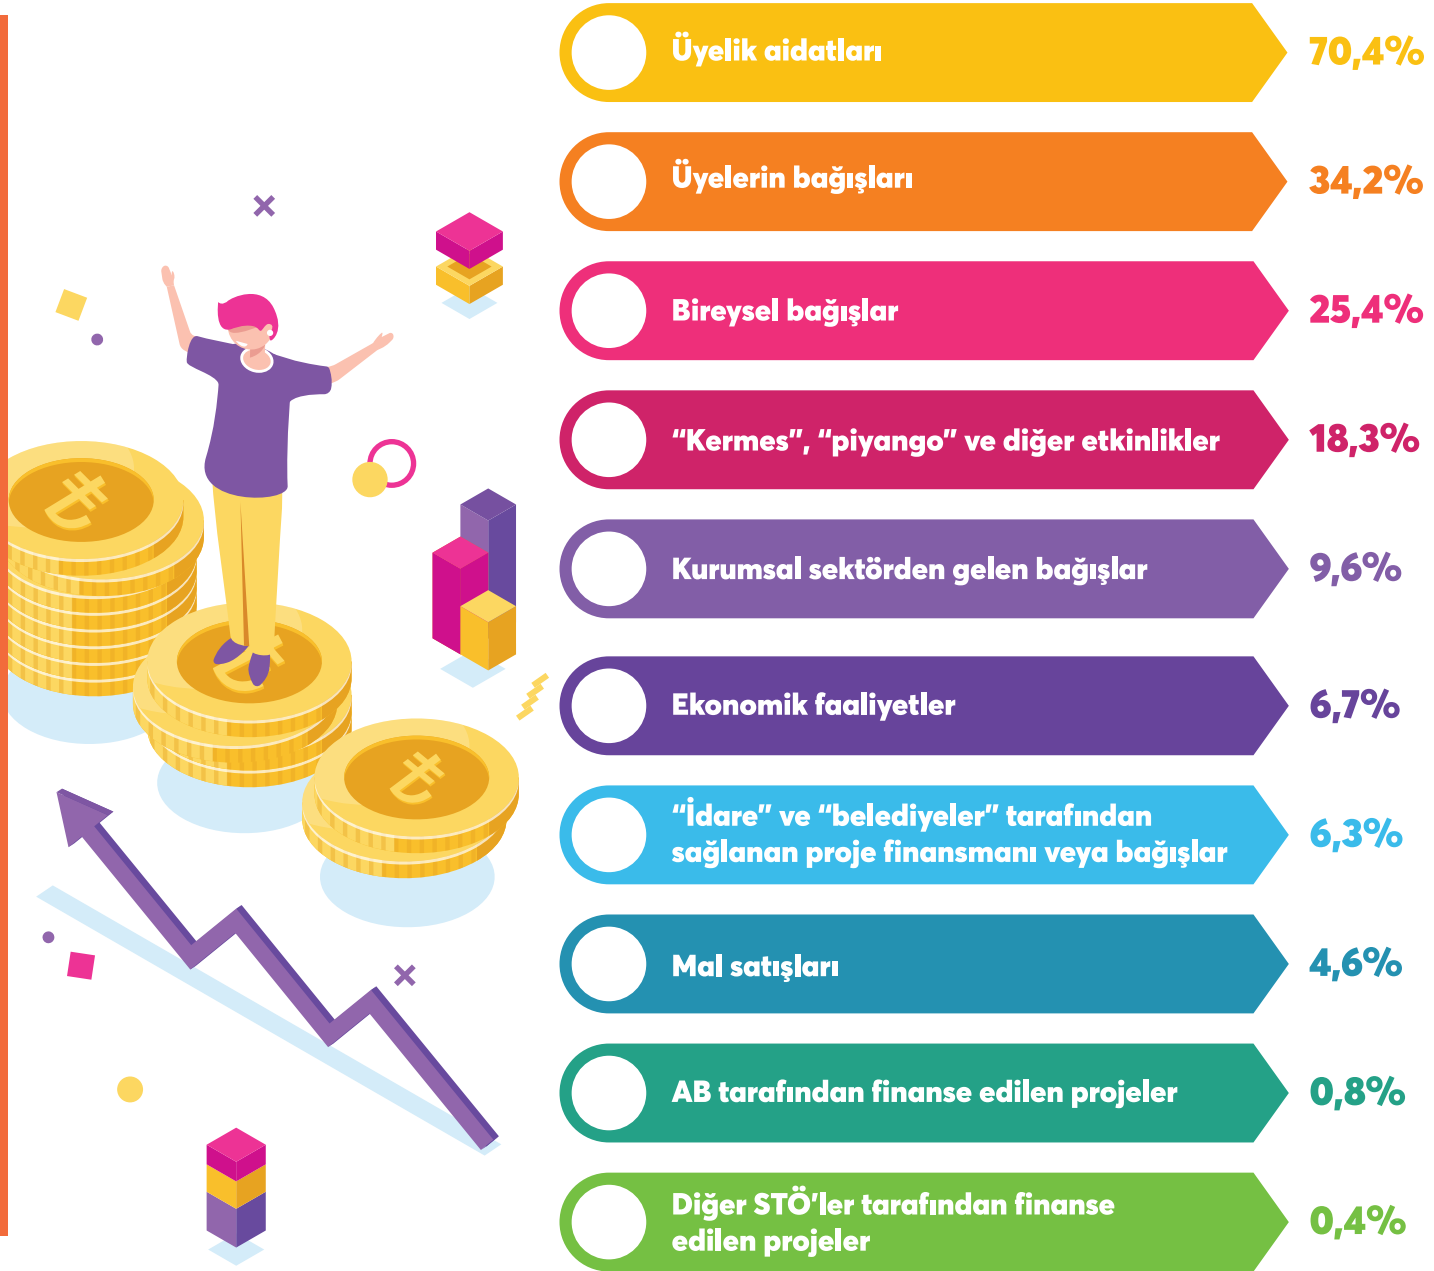 Üyelik aidatları 70,4%
Üyelerin bağışları 34,2%
Bireysel bağışlar 25,4%
“Kermes”, “piyango” ve diğer etkinlikler 18,3%
Kurumsal sektörden gelen bağışlar 9,6%
Ekonomik faaliyetler 6,7%
“İdare” ve “belediyeler” tarafından
sağlanan proje finansmanı veya bağışlar 6,3%
Mal satışları 4,6%
AB tarafından finanse edilen projeler 0,8%
Diğer STÖ’ler tarafından finanse
edilen projeler 0,4%